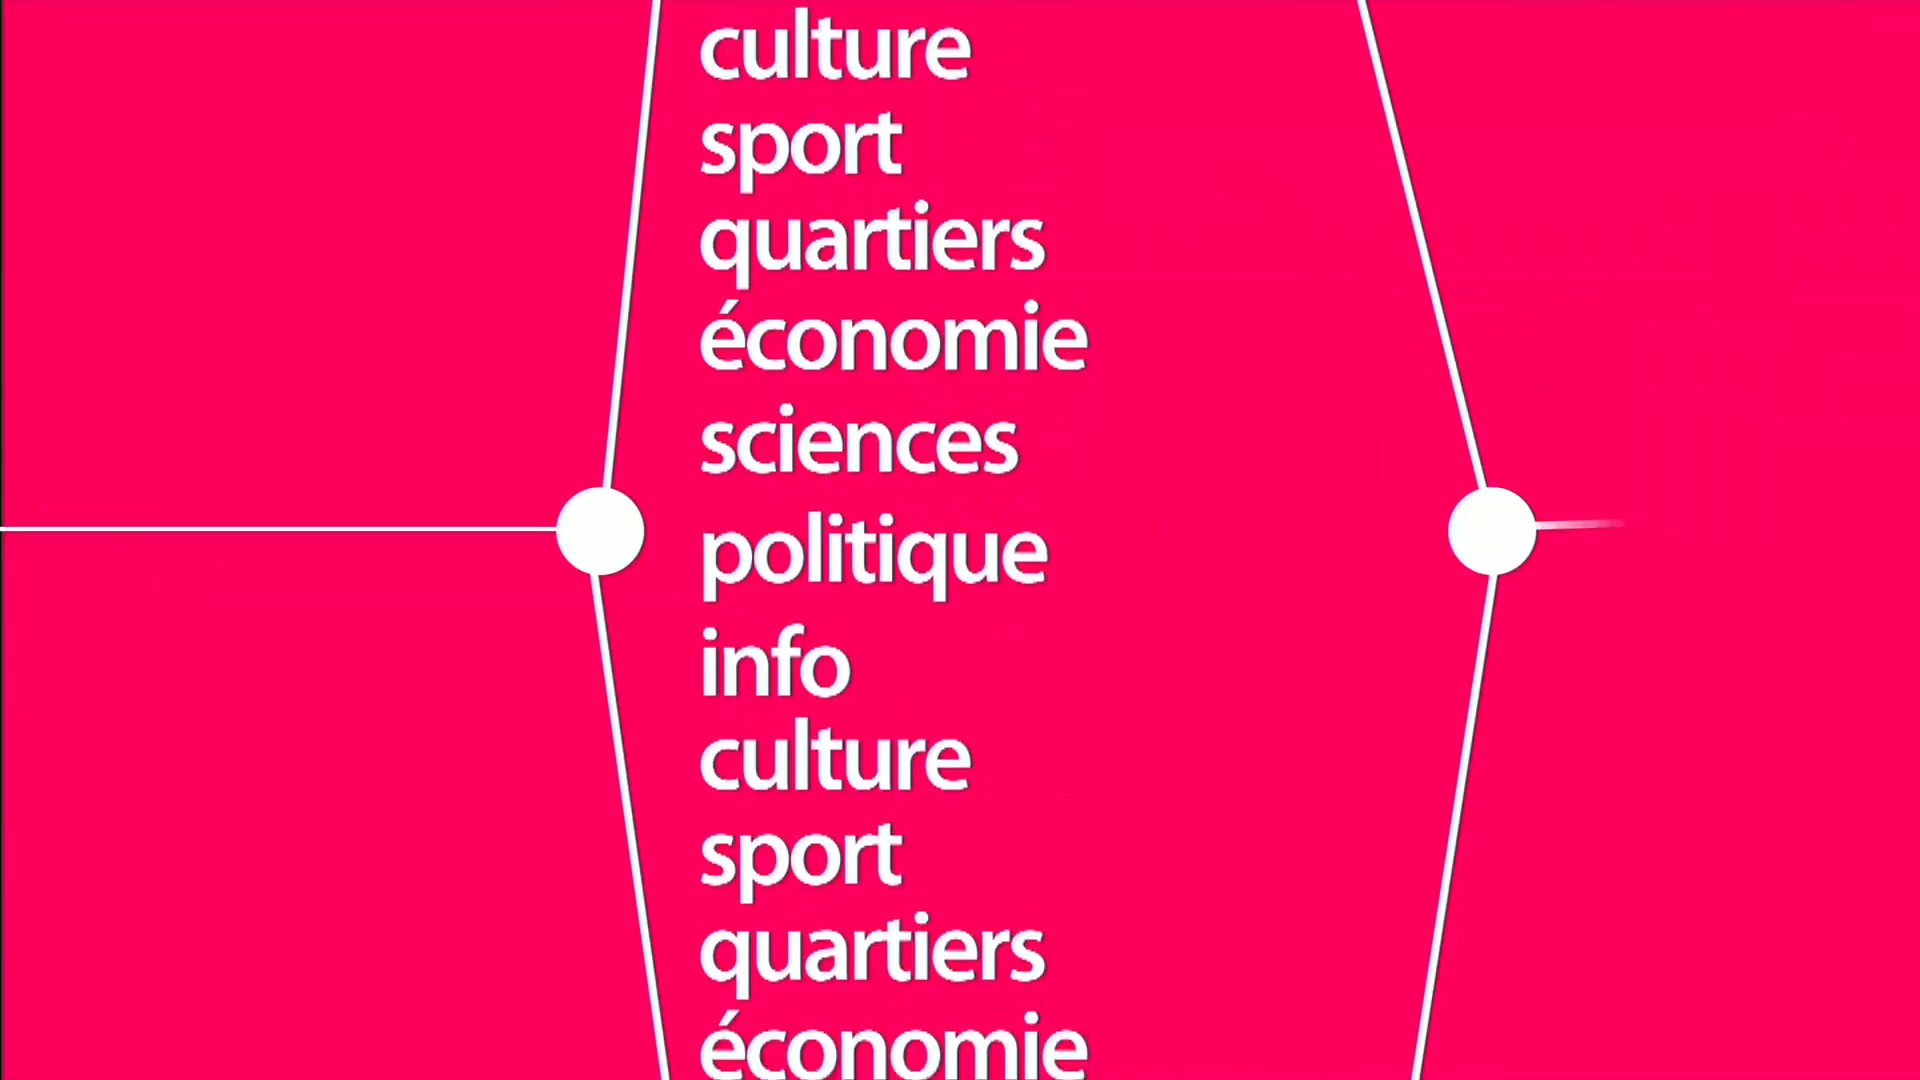 culture
sport
quartiers
économie
sciences
politique
info
culture
sport
quartiers
économie